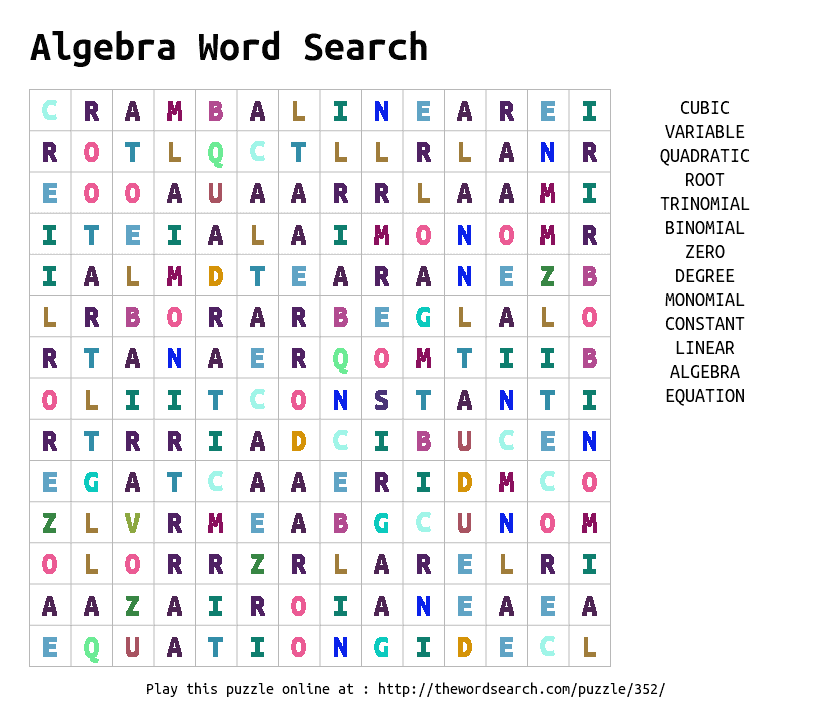 Algebra Word Search
C R A M B A L I N E A R E I
R O T L Q C T L L R L A N R
E O O A U A A R R L A A M I
I T E I A L A I M O N O M R
I A L M D T E A R A N E Z B
L R B O R A R B E G L A L O
R T A N A E R Q O M T I I B
O L I I T C O N S T A N T I
R T R R I A D C I B U C E N
E G A T C A A E R I D M C O
Z L V R M E A B G C U N O M
O L O R R Z R L A R E L R I
A A Z A I R O I A N E A E A
E Q U A T I O N G I D E C L
CUBIC
VARIABLE
QUADRATIC
ROOT
TRINOMIAL
BINOMIAL
ZERO
DEGREE
MONOMIAL
CONSTANT
LINEAR
ALGEBRA
EQUATION
Play this puzzle online at : http://thewordsearch.com/puzzle/352/